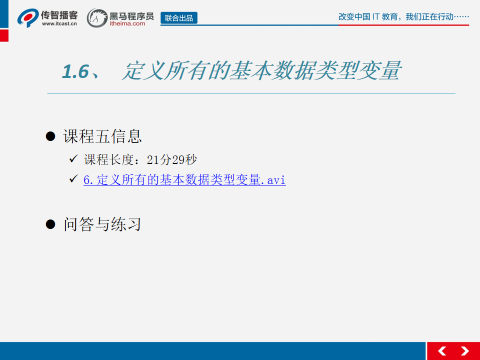 传智播客
www.itcast.cn
黑马程序员
itheima.com
联合出品
改变中国 IT 教育，我们正在行动……
1.6、 定义所有的基本数据类型变量
课程五信息
课程长度：21分29秒
6.定义所有的基本数据类型变量.avi
问答与练习